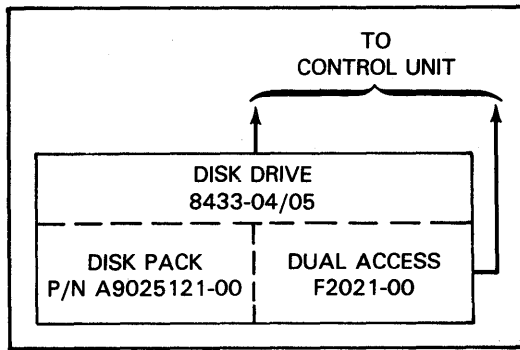 TO
CONTROL UNIT
DISK DRIVE
8433-04/05
DISK PACK
P/N A9025121-00
DUAL ACCESS
F2021-00